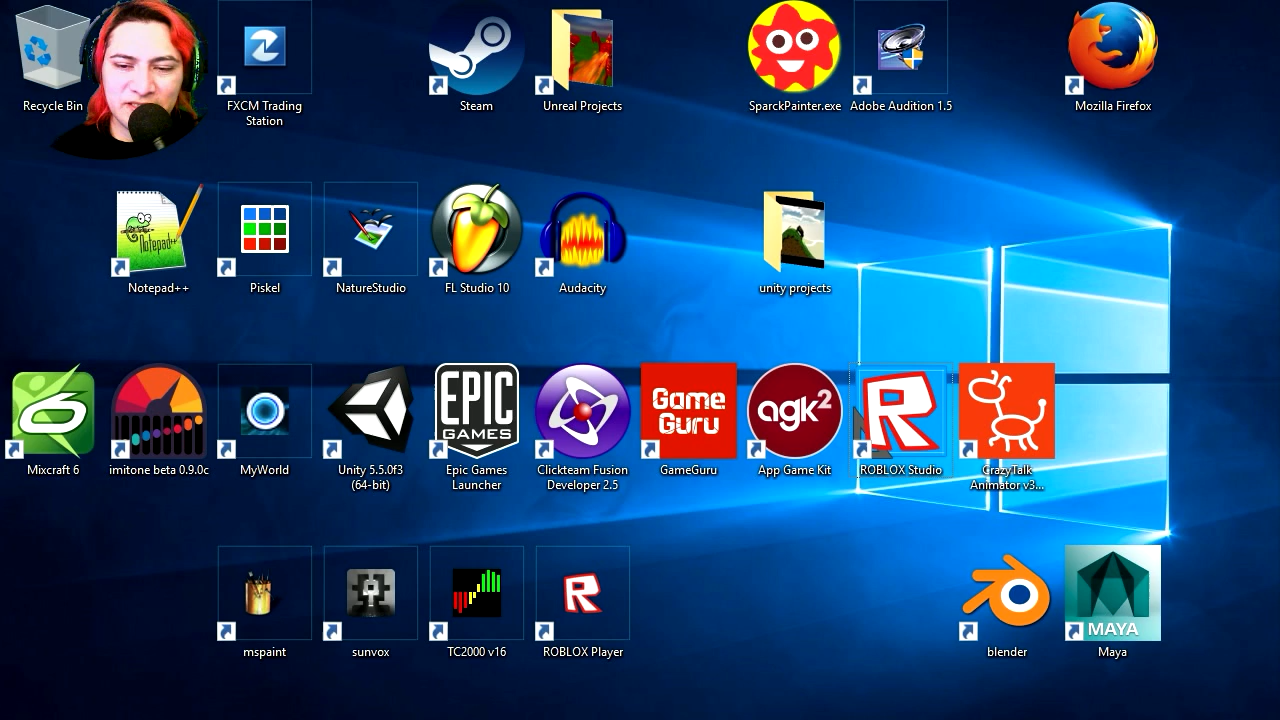 Recycle Bin
FXCM Trading
Station
Steam
Unreal Projects
SparckPainter.exe
Adobe Audition 1.5
Mozilla Firefox
Notepad++
Notepad++
Piskel
NatureStudio
FL Studio 10
Audacity
unity projects
6
Mixcraft 6
imitone beta 0.9.0c
MyWorld
Unity 5.5.0f3
(64-bit)
EPIC
GAMES
Epic Games
Launcher
Clickteam Fusion
Developer 2.5
Game
Guru
GameGuru
agk2
App Game Kit
R
ROBLOX Studio
CrazyTalk
Animator v3...
mspaint
sunvox
TC2000 v16
R
ROBLOX Player
blender
MAYA
Maya